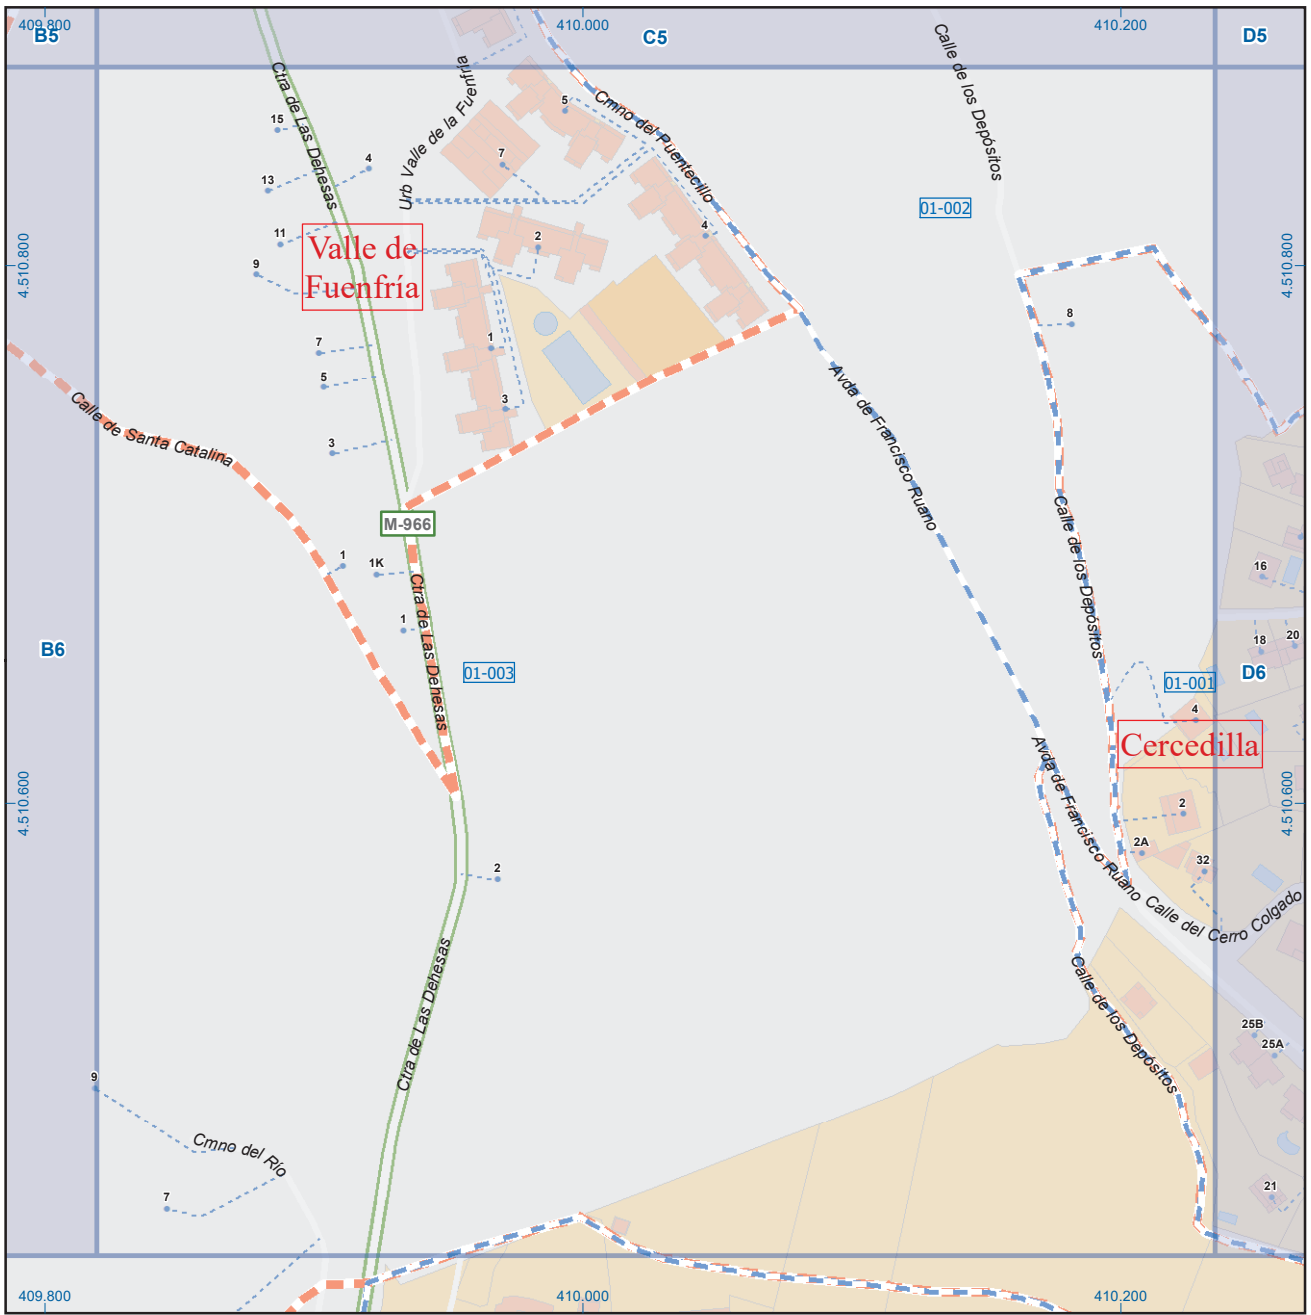 409.800
410.000
410.200
B5
C5
D5
Ctra de Las Dehesas
Urb Valle de la Fuenfría
Cmno del Puentecillo
Calle de los Depósitos
15
13
4
11
9
5
7
2
4
01-002
Valle de
Fuenfría
4.510.800
4.510.800
8
7
5
3
1
3
Calle de Santa Catalina
Avda de Francisco Ruano
M-966
1
1K
1
Ctra de Las Dehesas
Calle de los Depósitos
16
18
20
B6
01-003
01-001
D6
4
Cercedilla
4.510.600
4.510.600
Avda de Francisco Ruano
2
2A
32
2
Calle del Cerro Colgado
Ctra de Las Dehesas
Calle de los Depósitos
25B
25A
9
Cmno del Río
7
21
409.800
410.000
410.200